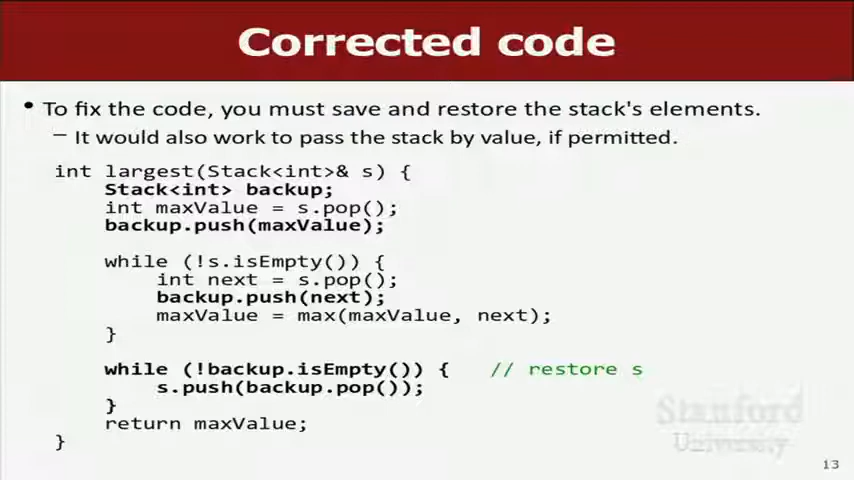 Corrected code
• To fix the code, you must save and restore the stack's elements.
– It would also work to pass the stack by value, if permitted.
int largest(Stack<int>& s) {
Stack<int> backup;
int maxValue = s.pop();
backup.push(maxValue);
while (!s.isEmpty()) {
int next = s.pop();
backup.push(next);
maxValue = max(maxValue, next);
}
while (!backup.isEmpty()) { // restore s
s.push(backup.pop());
}
return maxValue;
}
Stanford
University
13